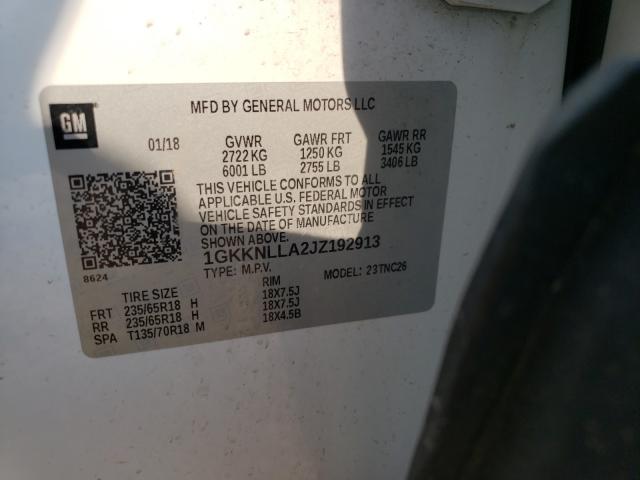 MFD BY GENERAL MOTORS LLC
GM
01/18 GVWR GAWR FRT GAWR RR
2722 KG 1250 KG 1545 KG
6001 LB 2755 LB 3406 LB
THIS VEHICLE CONFORMS TO ALL
APPLICABLE U.S. FEDERAL MOTOR
VEHICLE SAFETY STANDARDS IN EFFECT
ON THE DATE OF MANUFACTURE
SHOWN ABOVE.
1GKKNLLA2JZ192913
8624 TYPE: M.P.V. MODEL: 23TNC26
TIRE SIZE RIM
FRT 235/65R18 H 18X7.5J
RR 235/65R18 H 18X7.5J
SPA T135/70R18 M 18X4.5B